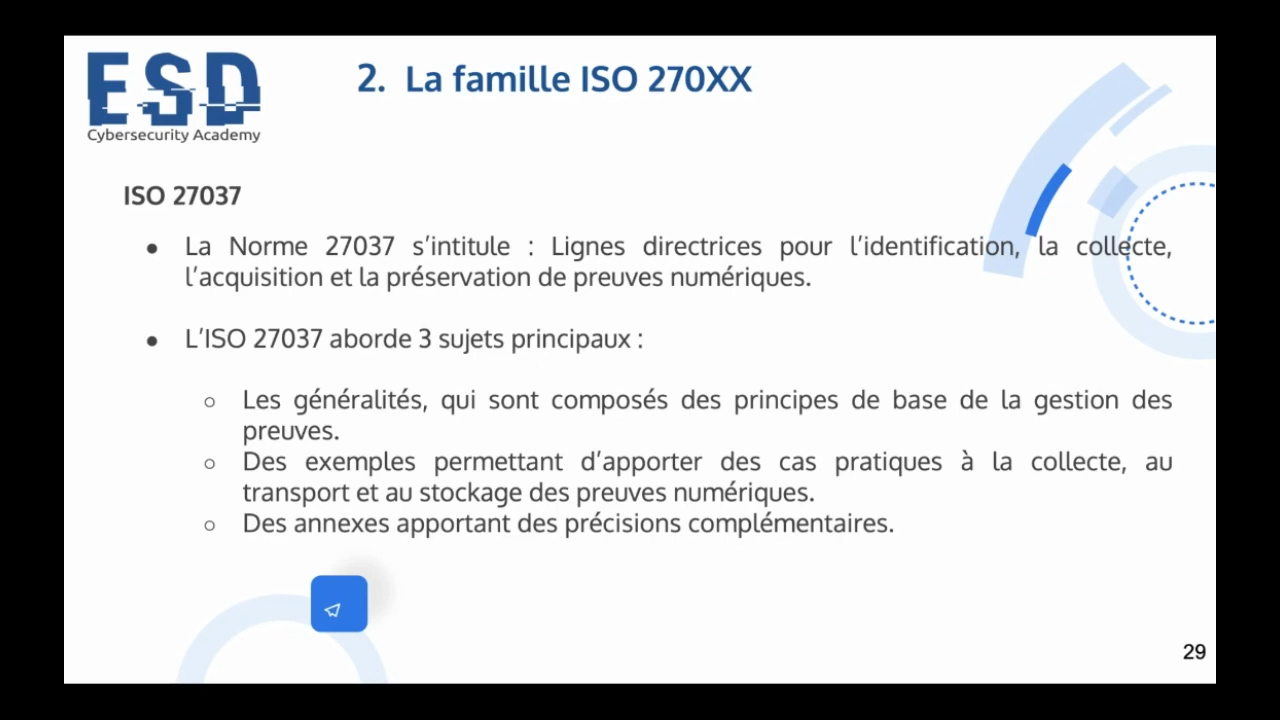 ESD
Cybersecurity Academy
2. La famille ISO 270XX
ISO 27037
● La Norme 27037 s’intitule : Lignes directrices pour l’identification, la collecte,
l’acquisition et la préservation de preuves numériques.
● L’ISO 27037 aborde 3 sujets principaux :
○ Les généralités, qui sont composés des principes de base de la gestion des
preuves.
○ Des exemples permettant d’apporter des cas pratiques à la collecte, au
transport et au stockage des preuves numériques.
○ Des annexes apportant des précisions complémentaires.
29